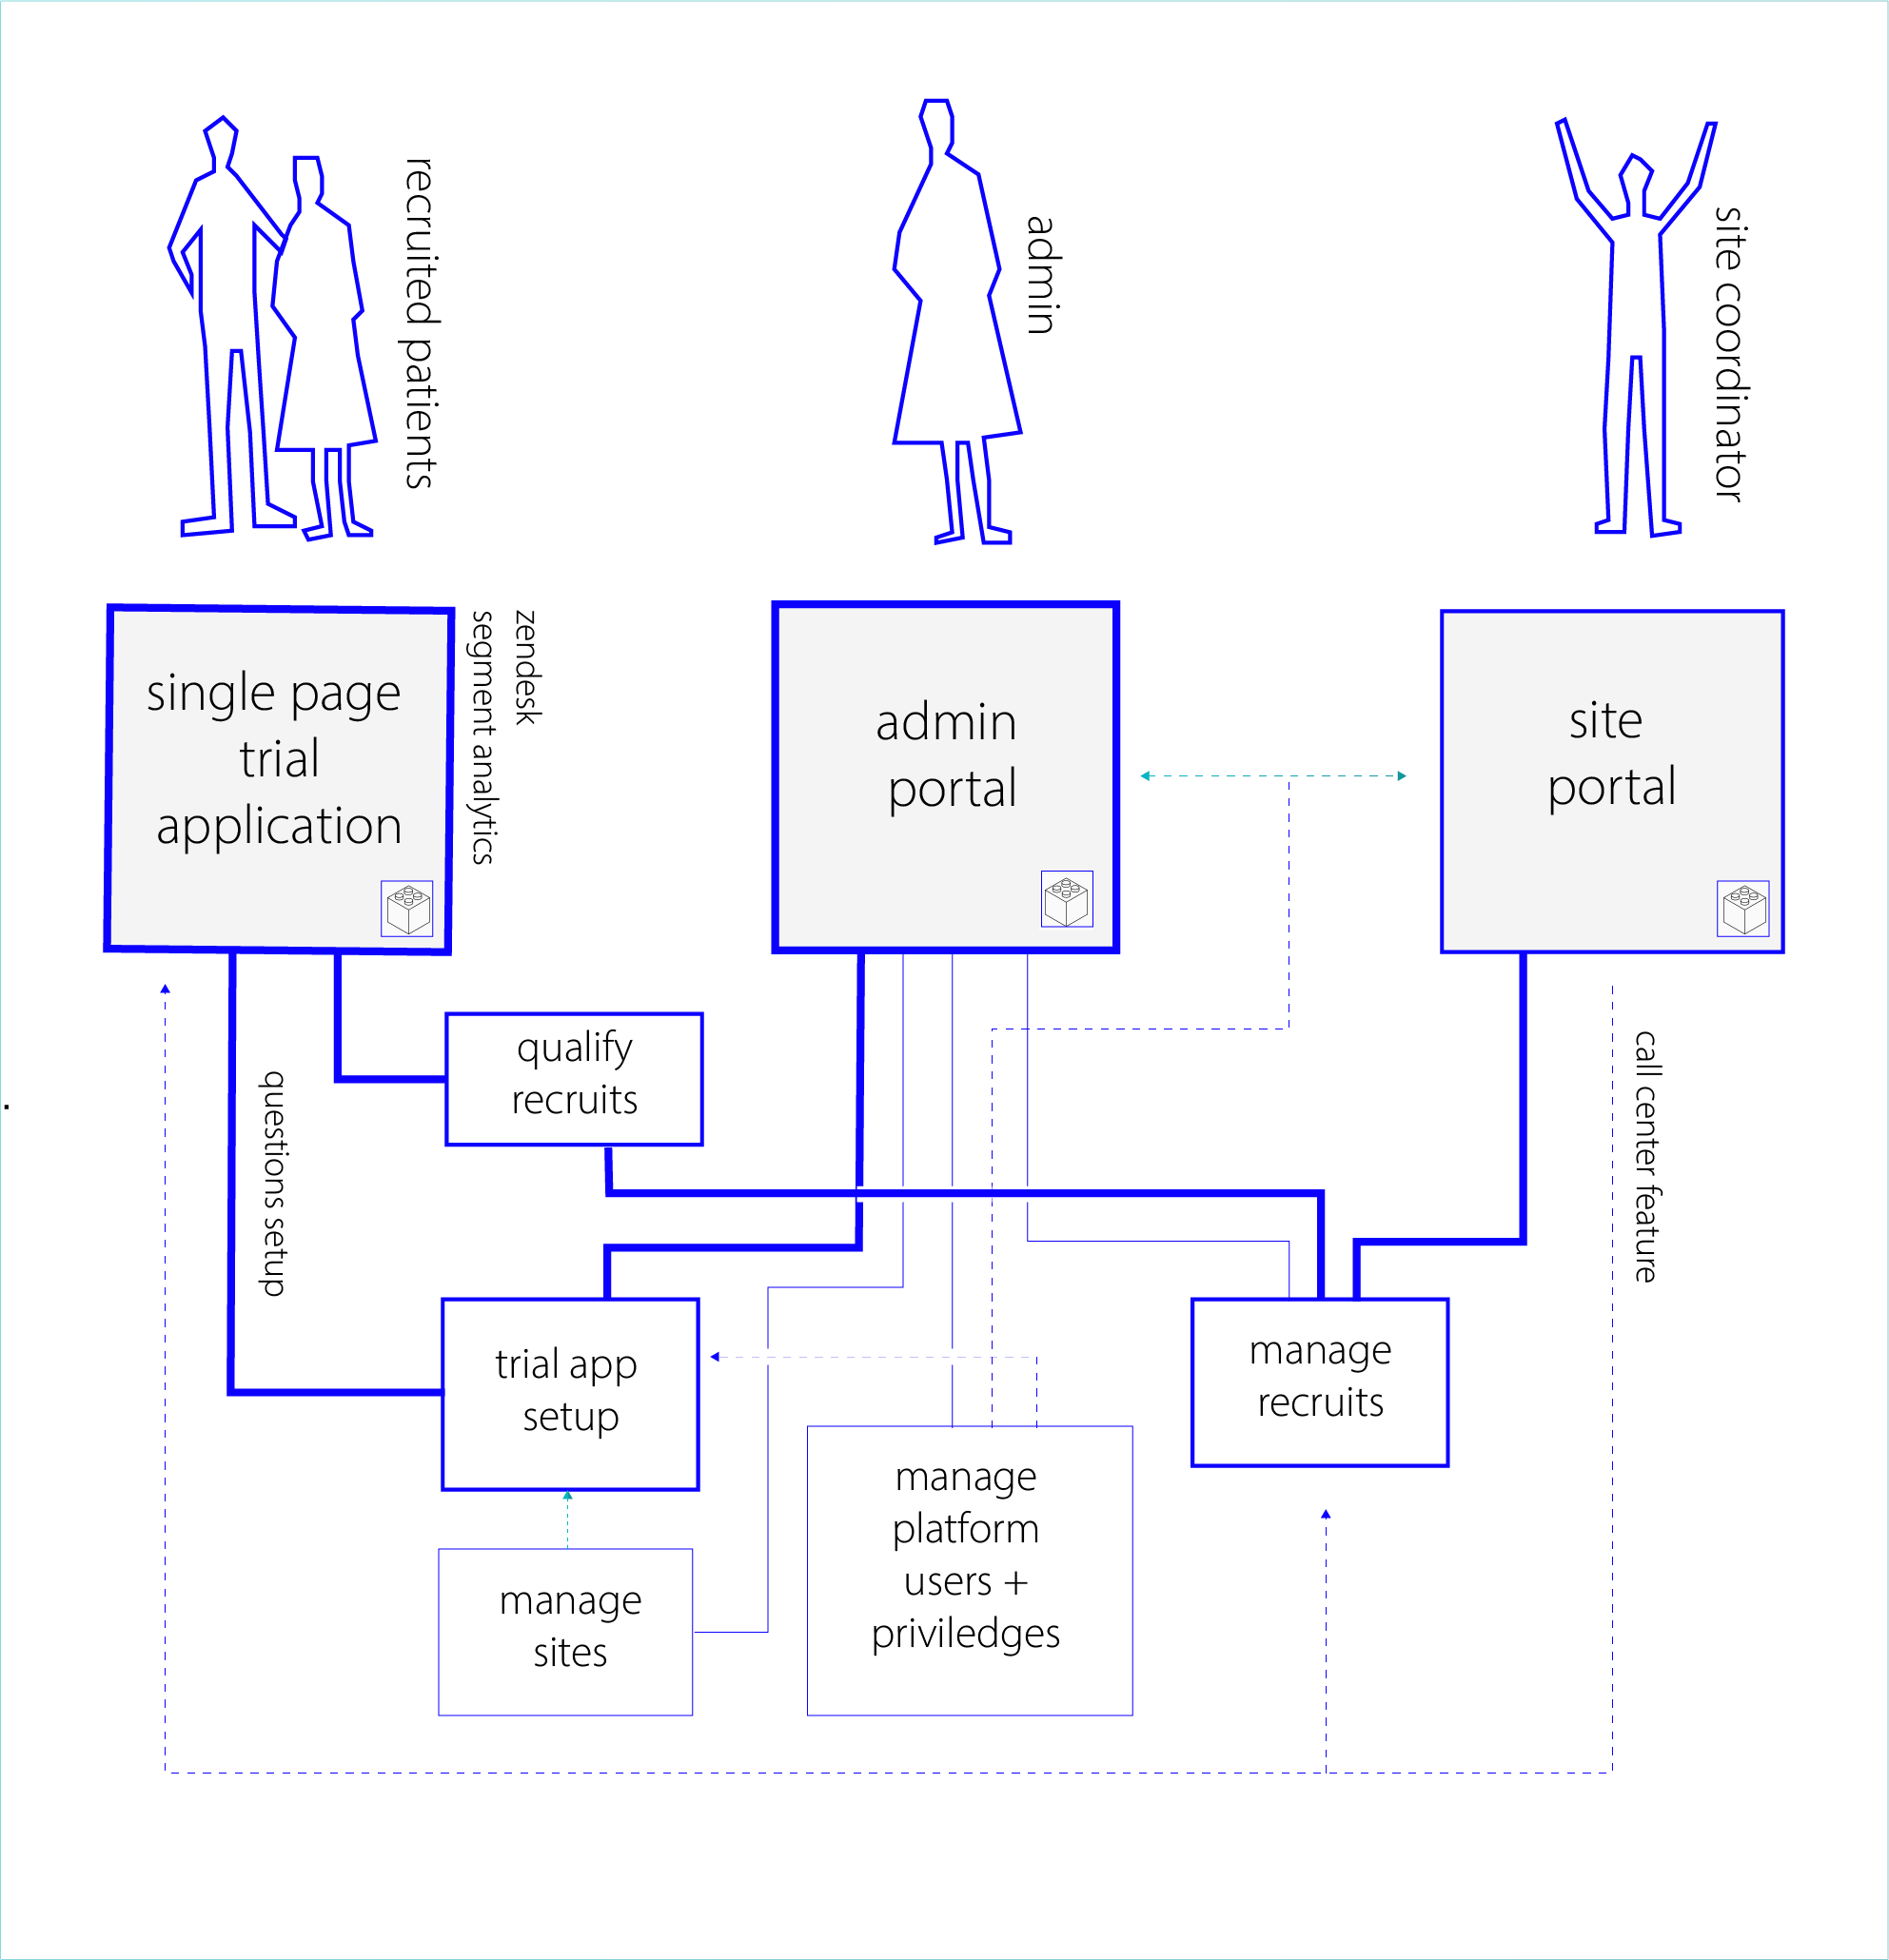 recruited patients
admin
site coordinator
single page
trial
application
zendesk
segment analytics
admin
portal
site
portal
qualify
recruits
questions setup
call center feature
trial app
setup
manage
recruits
manage
platform
users +
priviledges
manage
sites
.